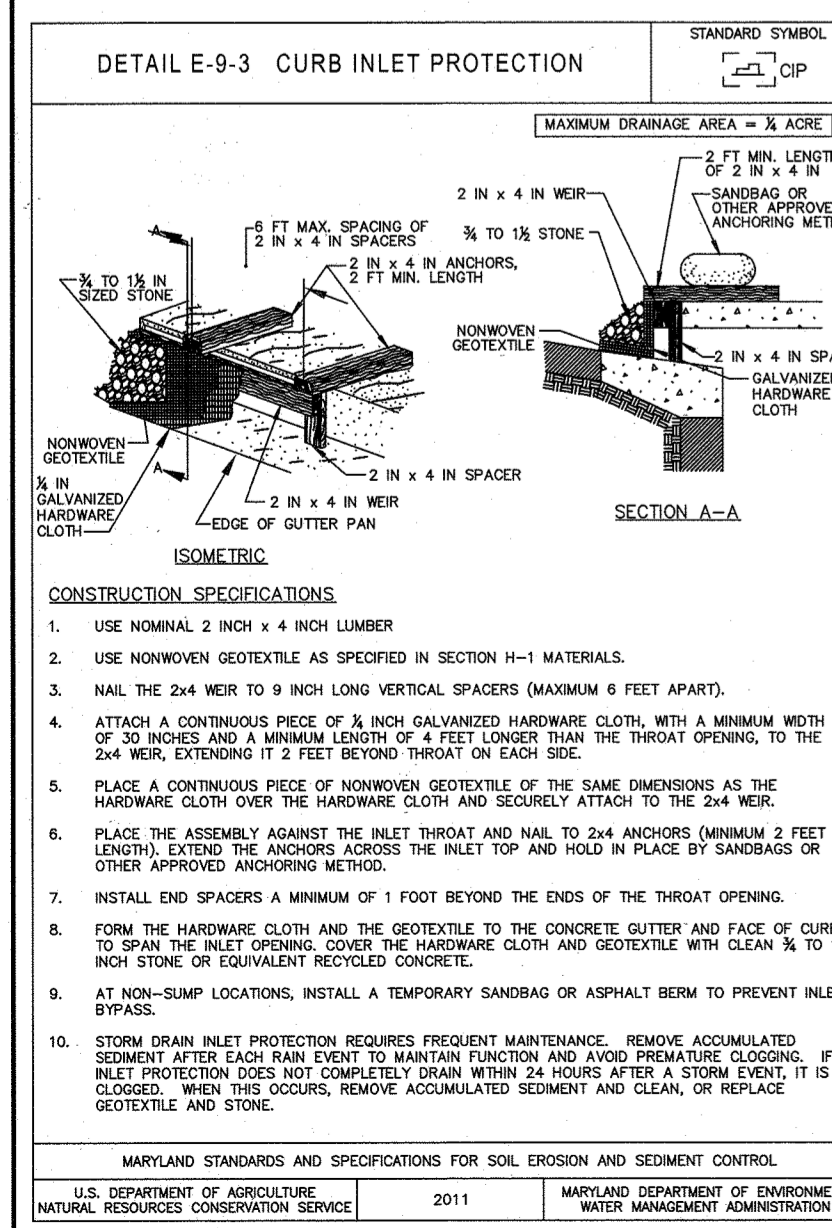 DETAIL E-9-3 CURB INLET PROTECTION
STANDARD SYMBOL
CIP
MAXIMUM DRAINAGE AREA = ¼ ACRE
6 FT MAX. SPACING OF
2 IN x 4 IN SPACERS
2 IN x 4 IN ANCHORS,
2 FT MIN. LENGTH
¾ TO 1½ IN
SIZED STONE
A
NONWOVEN
GEOTEXTILE
A
¼ IN
GALVANIZED
HARDWARE
CLOTH
2 IN x 4 IN SPACER
2 IN x 4 IN WEIR
EDGE OF GUTTER PAN
ISOMETRIC
2 FT MIN. LENGTH
OF 2 IN x 4 IN
2 IN x 4 IN WEIR
SANDBAG OR
OTHER APPROVE
ANCHORING MET
¾ TO 1½ STONE
NONWOVEN
GEOTEXTILE
2 IN x 4 IN SPA
GALVANIZED
HARDWARE
CLOTH
SECTION A-A
CONSTRUCTION SPECIFICATIONS
1. USE NOMINAL 2 INCH x 4 INCH LUMBER
2. USE NONWOVEN GEOTEXTILE AS SPECIFIED IN SECTION H-1 MATERIALS.
3. NAIL THE 2x4 WEIR TO 9 INCH LONG VERTICAL SPACERS (MAXIMUM 6 FEET APART).
4. ATTACH A CONTINUOUS PIECE OF ¼ INCH GALVANIZED HARDWARE CLOTH, WITH A MINIMUM WIDTH
OF 30 INCHES AND A MINIMUM LENGTH OF 4 FEET LONGER THAN THE THROAT OPENING, TO THE
2x4 WEIR, EXTENDING IT 2 FEET BEYOND THROAT ON EACH SIDE.
5. PLACE A CONTINUOUS PIECE OF NONWOVEN GEOTEXTILE OF THE SAME DIMENSIONS AS THE
HARDWARE CLOTH OVER THE HARDWARE CLOTH AND SECURELY ATTACH TO THE 2x4 WEIR.
6. PLACE THE ASSEMBLY AGAINST THE INLET THROAT AND NAIL TO 2x4 ANCHORS (MINIMUM 2 FEET
LENGTH). EXTEND THE ANCHORS ACROSS THE INLET TOP AND HOLD IN PLACE BY SANDBAGS OR
OTHER APPROVED ANCHORING METHOD.
7. INSTALL END SPACERS A MINIMUM OF 1 FOOT BEYOND THE ENDS OF THE THROAT OPENING.
8. FORM THE HARDWARE CLOTH AND THE GEOTEXTILE TO THE CONCRETE GUTTER AND FACE OF CURB
TO SPAN THE INLET OPENING. COVER THE HARDWARE CLOTH AND GEOTEXTILE WITH CLEAN ¾ TO
INCH STONE OR EQUIVALENT RECYCLED CONCRETE.
9. AT NON-SUMP LOCATIONS, INSTALL A TEMPORARY SANDBAG OR ASPHALT BERM TO PREVENT INLE
BYPASS.
10. STORM DRAIN INLET PROTECTION REQUIRES FREQUENT MAINTENANCE. REMOVE ACCUMULATED
SEDIMENT AFTER EACH RAIN EVENT TO MAINTAIN FUNCTION AND AVOID PREMATURE CLOGGING. IF
INLET PROTECTION DOES NOT COMPLETELY DRAIN WITHIN 24 HOURS AFTER A STORM EVENT, IT IS
CLOGGED. WHEN THIS OCCURS, REMOVE ACCUMULATED SEDIMENT AND CLEAN, OR REPLACE
GEOTEXTILE AND STONE.
MARYLAND STANDARDS AND SPECIFICATIONS FOR SOIL EROSION AND SEDIMENT CONTROL
U.S. DEPARTMENT OF AGRICULTURE
NATURAL RESOURCES CONSERVATION SERVICE
2011
MARYLAND DEPARTMENT OF ENVIRONME
WATER MANAGEMENT ADMINISTRATION